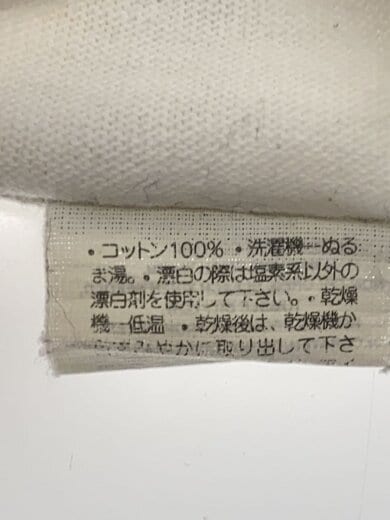 ・コットン100% ・洗濯機－ぬる
ま湯。・漂白の際は塩素系以外の
漂白剤を使用して下さい。・乾燥
機－低温 ・乾燥後は、乾燥機か
らすみやかに取り出して下さ